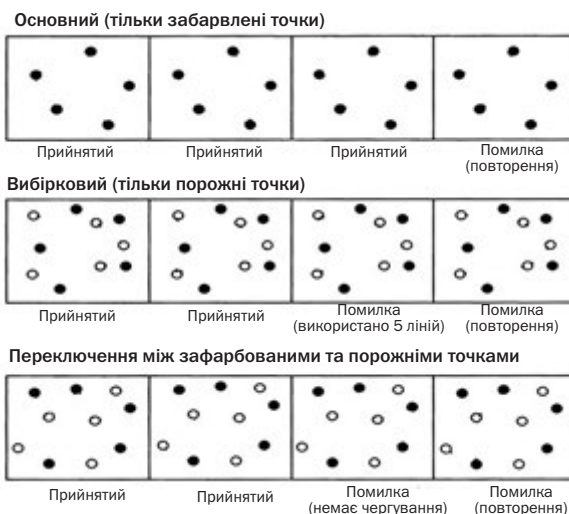 Основний (тільки забарвлені точки)
Прийнятий Прийнятий Прийнятий Помилка
(повторення)
Вибірковий (тільки порожні точки)
Прийнятий Прийнятий Помилка Помилка
(використано 5 ліній) (повторення)
Переключення між зафарбованими та порожніми точками
Прийнятий Прийнятий Помилка Помилка
(немає чергування) (повторення)